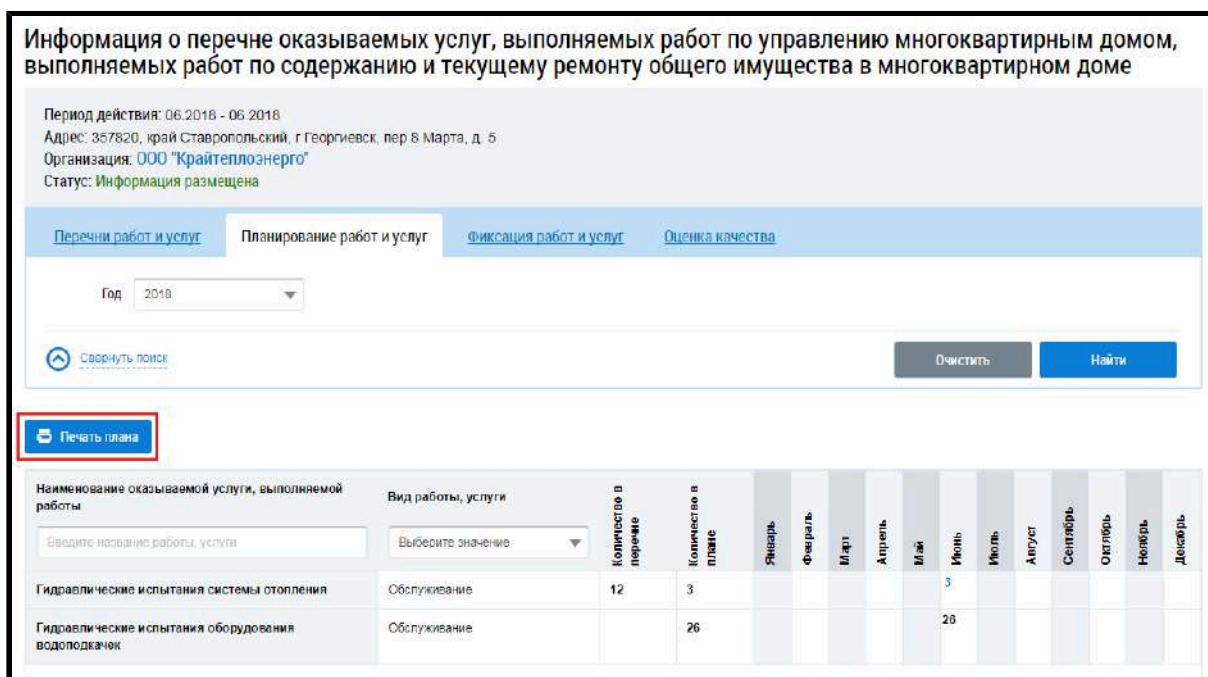 Информация о перечне оказываемых услуг, выполняемых работ по управлению многоквартирным домом,
выполняемых работ по содержанию и текущему ремонту общего имущества в многоквартирном доме
Период действия: 06.2018 - 06.2018
Адрес: 357820, край Ставропольский, г Георгиевск, пер 8 Марта, д. 5
Организация: ООО "Крайтеплоэнерго"
Статус: Информация размещена
Перечни работ и услуг Планирование работ и услуг Фиксация работ и услуг Оценка качества
Год 2018
Свернуть поиск Очистить Найти
Печать плана
Наименование оказываемой услуги, выполняемой
работы
Введите название работы, услуги
Вид работы, услуги
Выберите значение
Количество в
перечне
Количество в
плане
Январь
Февраль
Март
Апрель
Май
Июнь
Июль
Август
Сентябрь
Октябрь
Ноябрь
Декабрь
Гидравлические испытания системы отопления Обслуживание 12 3 3
Гидравлические испытания оборудования
водоподкачек
Обслуживание 26 26